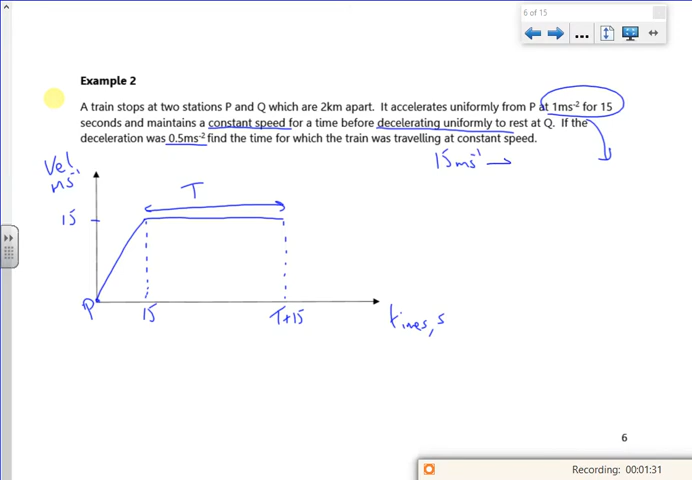 6 of 15
Example 2
A train stops at two stations P and Q which are 2km apart. It accelerates uniformly from P at 1ms⁻² for 15
seconds and maintains a constant speed for a time before decelerating uniformly to rest at Q. If the
deceleration was 0.5ms⁻² find the time for which the train was travelling at constant speed.
15ms⁻¹
Vel
ms⁻¹
T
15
P
15
T+15
times, s
6
Recording: 00:01:31